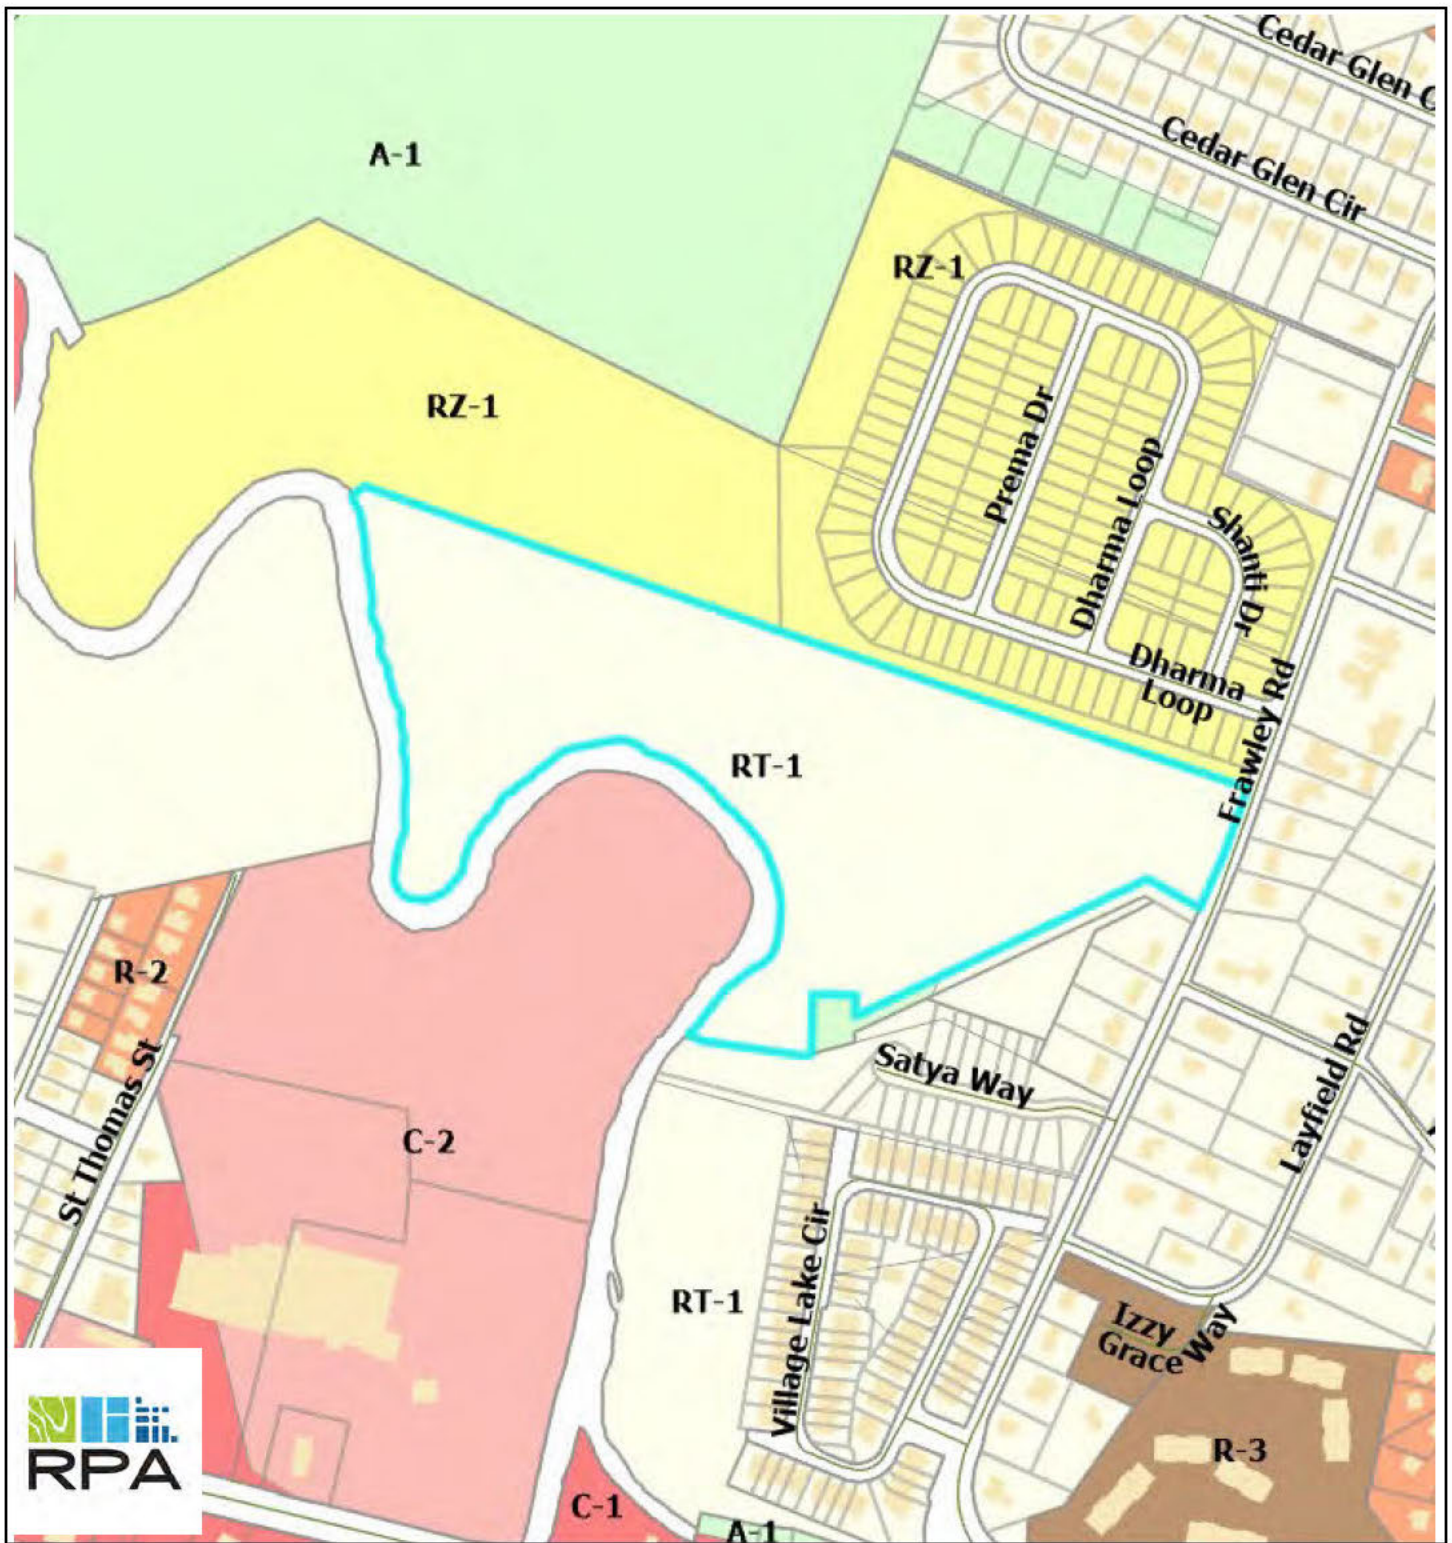 Cedar Glen C
Cedar Glen Cir
A-1
RZ-1
RZ-1
Prema Dr
Dharma Loop
Shanti Dr
Dharma
Loop
Frawley Rd
RT-1
R-2
St Thomas St
C-2
Satya Way
Layfield Rd
Village Lake Cir
RT-1
Izzy
Grace Way
R-3
RPA
C-1
A-1